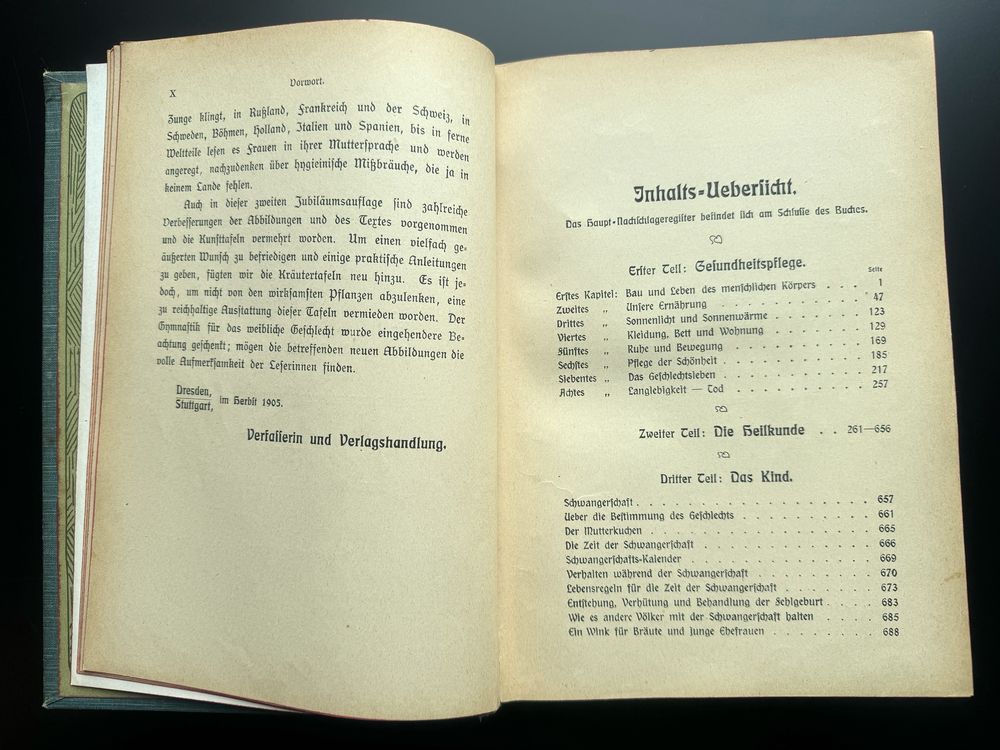 X
Vorwort.
Zunge klingt, in Rußland, Frankreich und der Schweiz, in
Schweden, Böhmen, Holland, Italien und Spanien, bis in ferne
Weltteile lesen es Frauen in ihrer Muttersprache und werden
angeregt, nachzudenken über hygieinische Mißbräuche, die ja in
keinem Lande fehlen.
Auch in dieser zweiten Jubiläumsauflage sind zahlreiche
Verbesserungen der Abbildungen und des Textes vorgenommen
und die Kunsttafeln vermehrt worden. Um einen vielfach ge-
äußerten Wunsch zu befriedigen und einige praktische Anleitungen
zu geben, fügten wir die Kräutertafeln neu hinzu. Es ist je-
doch, um nicht von den wirksamsten Pflanzen abzulenken, eine
zu reichhaltige Ausstattung dieser Tafeln vermieden worden. Der
Gymnastik für das weibliche Geschlecht wurde eingehendere Be-
achtung geschenkt; mögen die betreffenden neuen Abbildungen die
volle Aufmerksamkeit der Leserinnen finden.
Dresden,
Stuttgart, im Herbst 1905.
Verfasserin und Verlagshandlung.
Inhalts-Uebersicht.
Das Haupt-Nachschlageregister befindet sich am Schlusse des Buches.
Erster Teil: Gesundheitspflege.
Seite
Erstes Kapitel: Bau und Leben des menschlichen Körpers . . . 1
Zweites „ Unsere Ernährung . . . . . . . . . 47
Drittes „ Sonnenlicht und Sonnenwärme . . . . . . 123
Viertes „ Kleidung, Bett und Wohnung . . . . . . 129
Fünftes „ Ruhe und Bewegung . . . . . . . . 169
Sechstes „ Pflege der Schönheit . . . . . . . . 185
Siebentes „ Das Geschlechtsleben . . . . . . . . 217
Achtes „ Langlebigkeit — Tod . . . . . . . . 257
Zweiter Teil: Die Heilkunde . . 261—656
Dritter Teil: Das Kind.
Schwangerschaft . . . . . . . . . . . . . . 657
Ueber die Bestimmung des Geschlechts . . . . . . . . . 661
Der Mutterkuchen . . . . . . . . . . . . . 665
Die Zeit der Schwangerschaft . . . . . . . . . . . 666
Schwangerschafts-Kalender . . . . . . . . . . . . 669
Verhalten während der Schwangerschaft . . . . . . . . 670
Lebensregeln für die Zeit der Schwangerschaft . . . . . . 673
Entstehung, Verhütung und Behandlung der Fehlgeburt . . . . 683
Wie es andere Völker mit der Schwangerschaft halten . . . . 685
Ein Wink für Bräute und junge Ehefrauen . . . . . . . 688